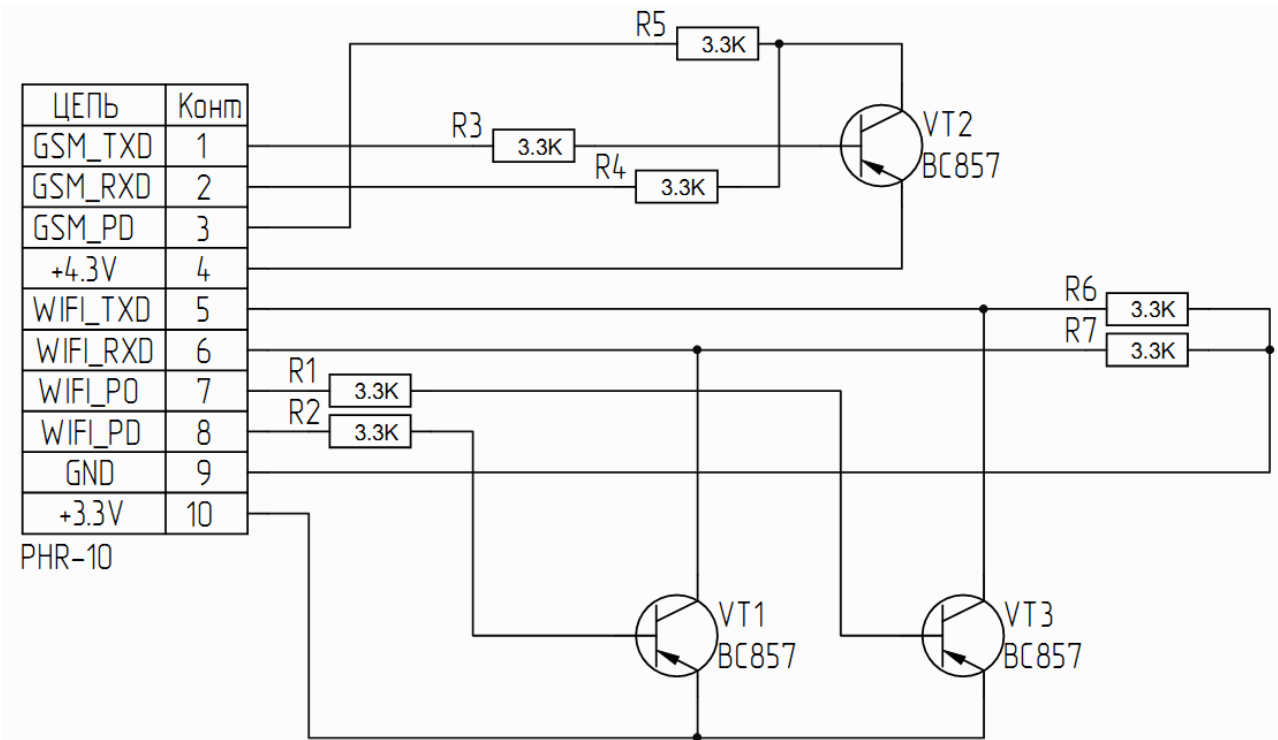 R5
3.3K
ЦЕПЬ Конт
GSM_TXD 1
R3
3.3K
VT2
BC857
GSM_RXD 2
R4
3.3K
GSM_PD 3
+4.3V 4
WIFI_TXD 5
R6
3.3K
WIFI_RXD 6
R7
3.3K
WIFI_PO 7
R1
3.3K
WIFI_PD 8
R2
3.3K
GND 9
+3.3V 10
PHR-10
VT1
BC857
VT3
BC857